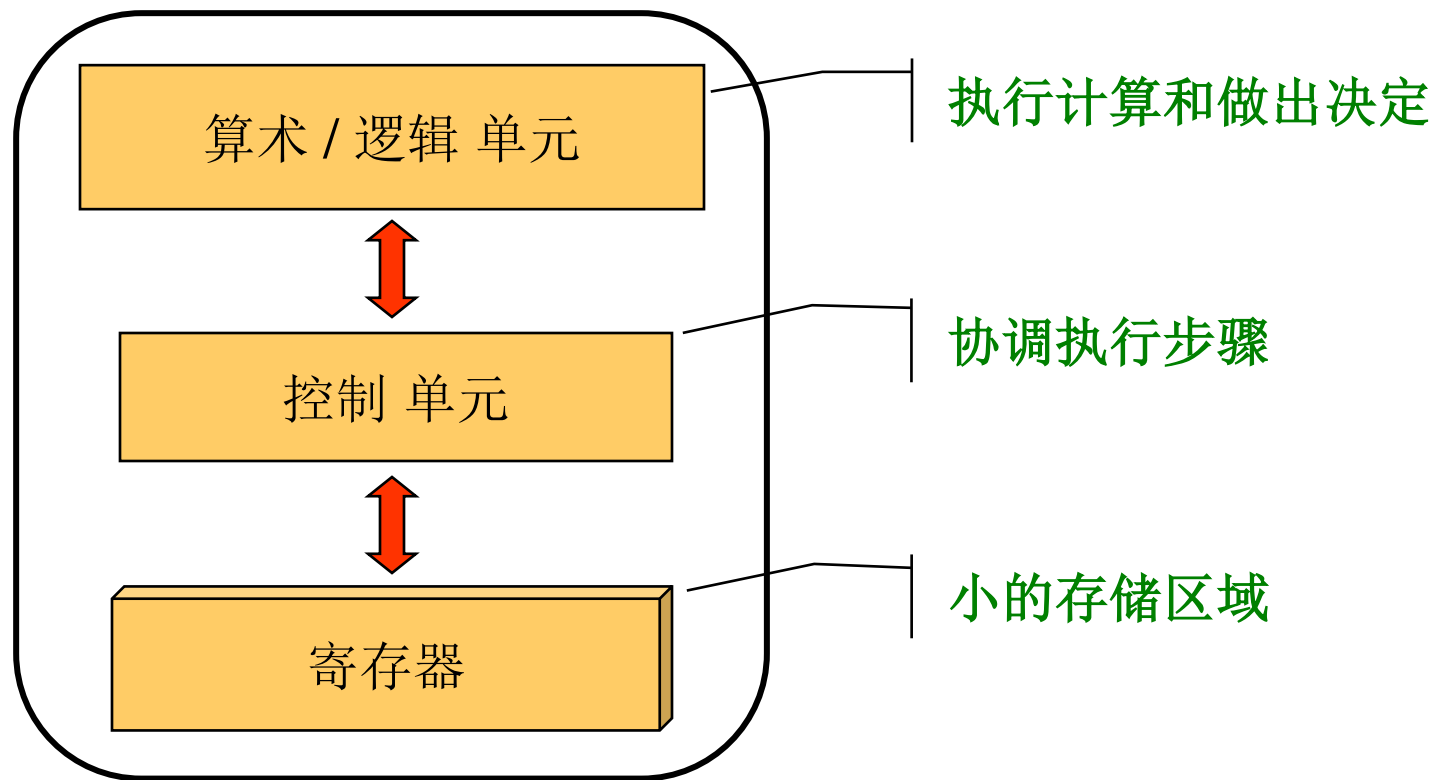 算术 / 逻辑 单元
执行计算和做出决定
控制 单元
协调执行步骤
寄存器
小的存储区域